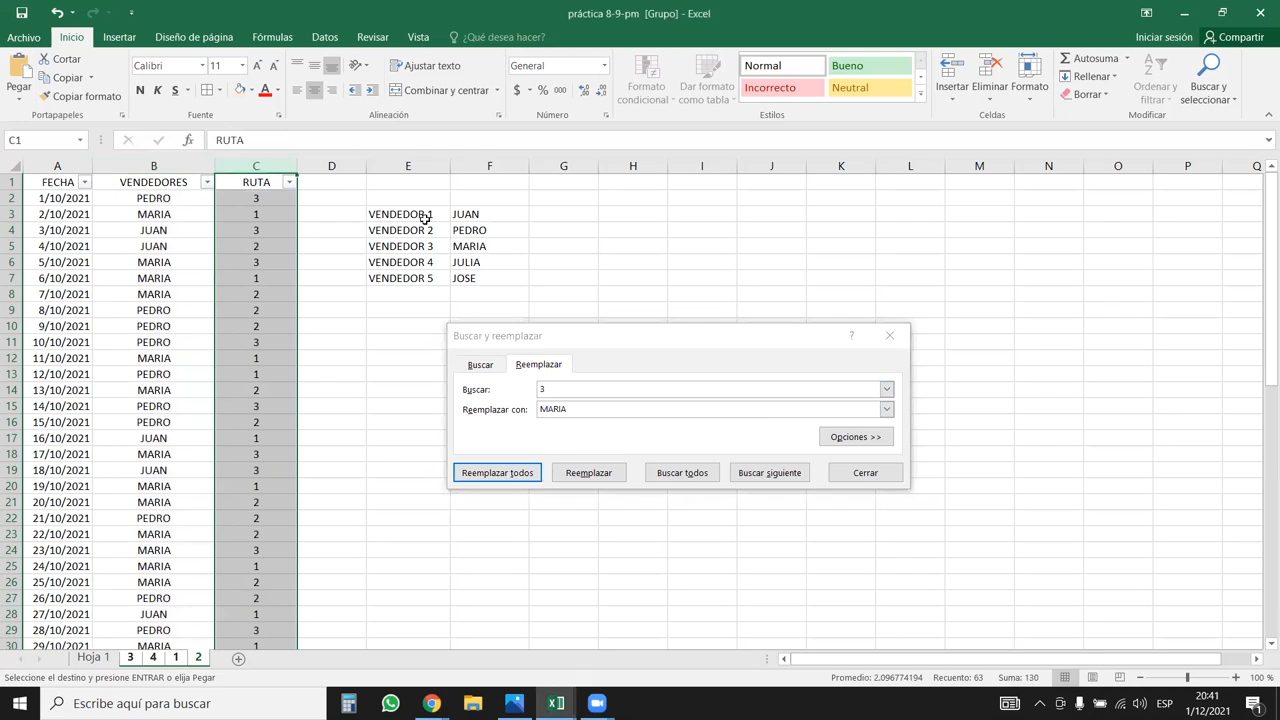 práctica 8-9-pm [Grupo] - Excel
Archivo Inicio Insertar Diseño de página Fórmulas Datos Revisar Vista ¿Qué desea hacer? Iniciar sesión Compartir
Pegar
Cortar
Copiar
Copiar formato
Portapapeles
Calibri 11
N K S
Fuente
Ajustar texto
Combinar y centrar
Alineación
General
$ % 000
Número
Formato condicional
Dar formato como tabla
Normal Bueno
Incorrecto Neutral
Estilos
Insertar Eliminar Formato
Celdas
Autosuma
Rellenar
Borrar
Ordenar y filtrar
Buscar y seleccionar
Modificar
C1 fx RUTA
A B C D E F G H I J K L M N O P Q
1 FECHA VENDEDORES RUTA
2 1/10/2021 PEDRO 3
3 2/10/2021 MARIA 1 VENDEDOR 1 JUAN
4 3/10/2021 JUAN 3 VENDEDOR 2 PEDRO
5 4/10/2021 JUAN 2 VENDEDOR 3 MARIA
6 5/10/2021 MARIA 3 VENDEDOR 4 JULIA
7 6/10/2021 MARIA 1 VENDEDOR 5 JOSE
8 7/10/2021 MARIA 2
9 8/10/2021 PEDRO 2
10 9/10/2021 PEDRO 2
11 10/10/2021 PEDRO 3
12 11/10/2021 MARIA 1
13 12/10/2021 PEDRO 1
14 13/10/2021 MARIA 2
15 14/10/2021 PEDRO 3
16 15/10/2021 PEDRO 2
17 16/10/2021 JUAN 1
18 17/10/2021 MARIA 3
19 18/10/2021 JUAN 3
20 19/10/2021 MARIA 1
21 20/10/2021 MARIA 2
22 21/10/2021 PEDRO 2
23 22/10/2021 MARIA 2
24 23/10/2021 MARIA 3
25 24/10/2021 MARIA 1
26 25/10/2021 MARIA 2
27 26/10/2021 PEDRO 2
28 27/10/2021 JUAN 1
29 28/10/2021 PEDRO 3
30 29/10/2021 MARIA 1
Buscar y reemplazar ?
Buscar Reemplazar
Buscar: 3
Reemplazar con: MARIA
Opciones >>
Reemplazar todos Reemplazar Buscar todos Buscar siguiente Cerrar
Hoja 1 3 4 1 2
Seleccione el destino y presione ENTRAR o elija Pegar Promedio: 2.096774194 Recuento: 63 Suma: 130 100 %
Escribe aquí para buscar ESP 20:41
1/12/2021